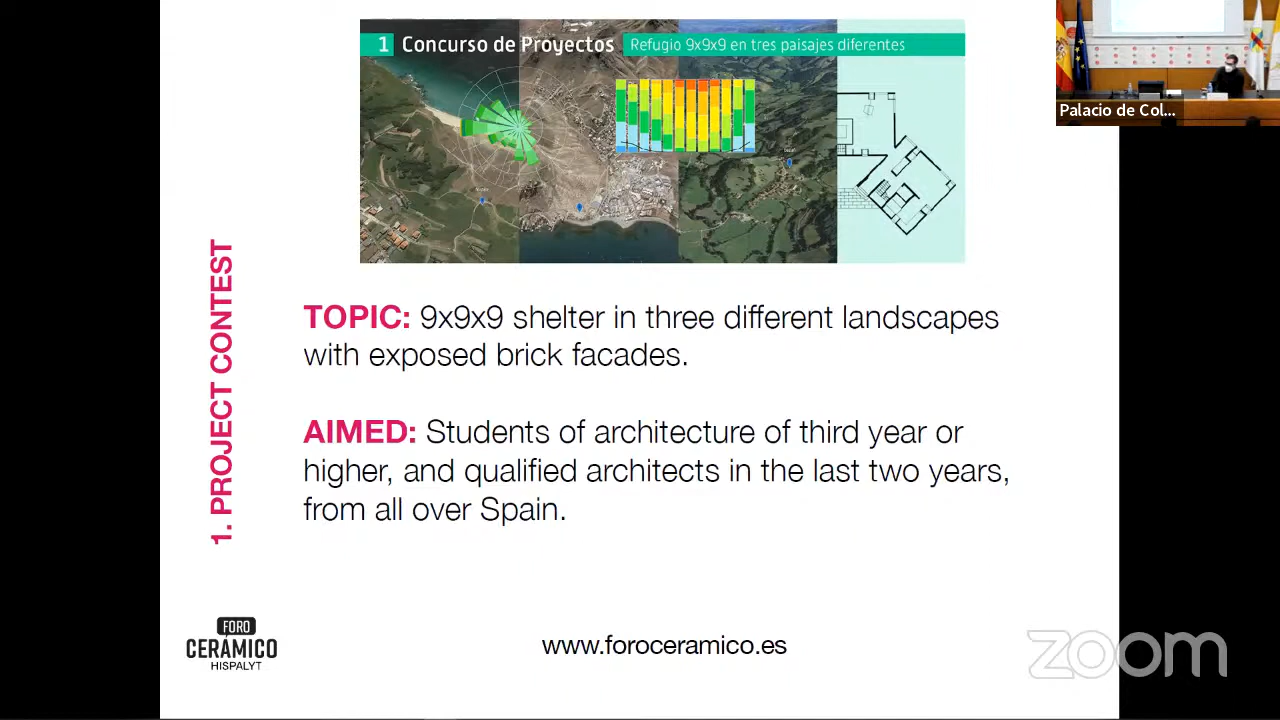 1 Concurso de Proyectos Refugio 9x9x9 en tres paisajes diferentes
Palacio de Col...
1. PROJECT CONTEST
TOPIC: 9x9x9 shelter in three different landscapes
with exposed brick facades.
AIMED: Students of architecture of third year or
higher, and qualified architects in the last two years,
from all over Spain.
FORO
CERÁMICO
HISPALYT
www.foroceramico.es
zoom